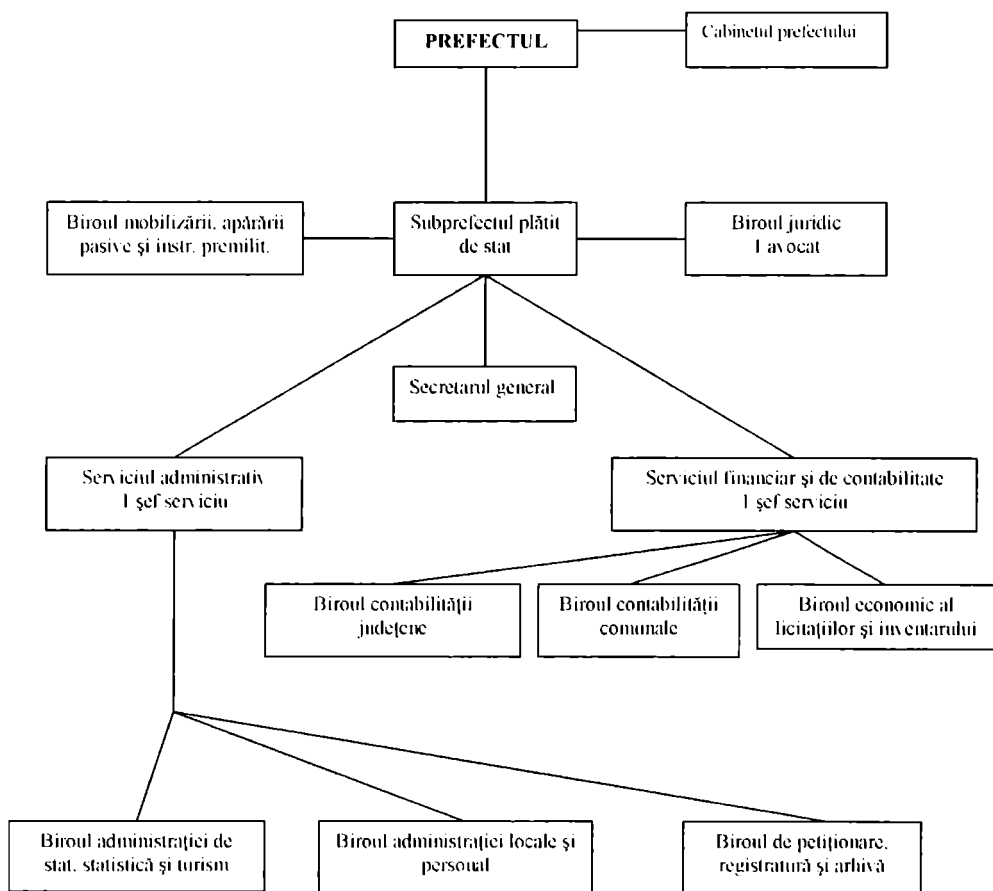 PREFECTUL
Cabinetul prefectului
Biroul mobilizării, apărării
pasive şi instr. premilit.
Subprefectul plătit
de stat
Biroul juridic
1 avocat
Secretarul general
Serviciul administrativ
1 şef serviciu
Serviciul financiar şi de contabilitate
1 şef serviciu
Biroul contabilităţii
judeţene
Biroul contabilităţii
comunale
Biroul economic al
licitaţiilor şi inventarului
Biroul administraţiei de
stat, statistică şi turism
Biroul administraţiei locale şi
personal
Biroul de petiţionare,
registratură şi arhivă